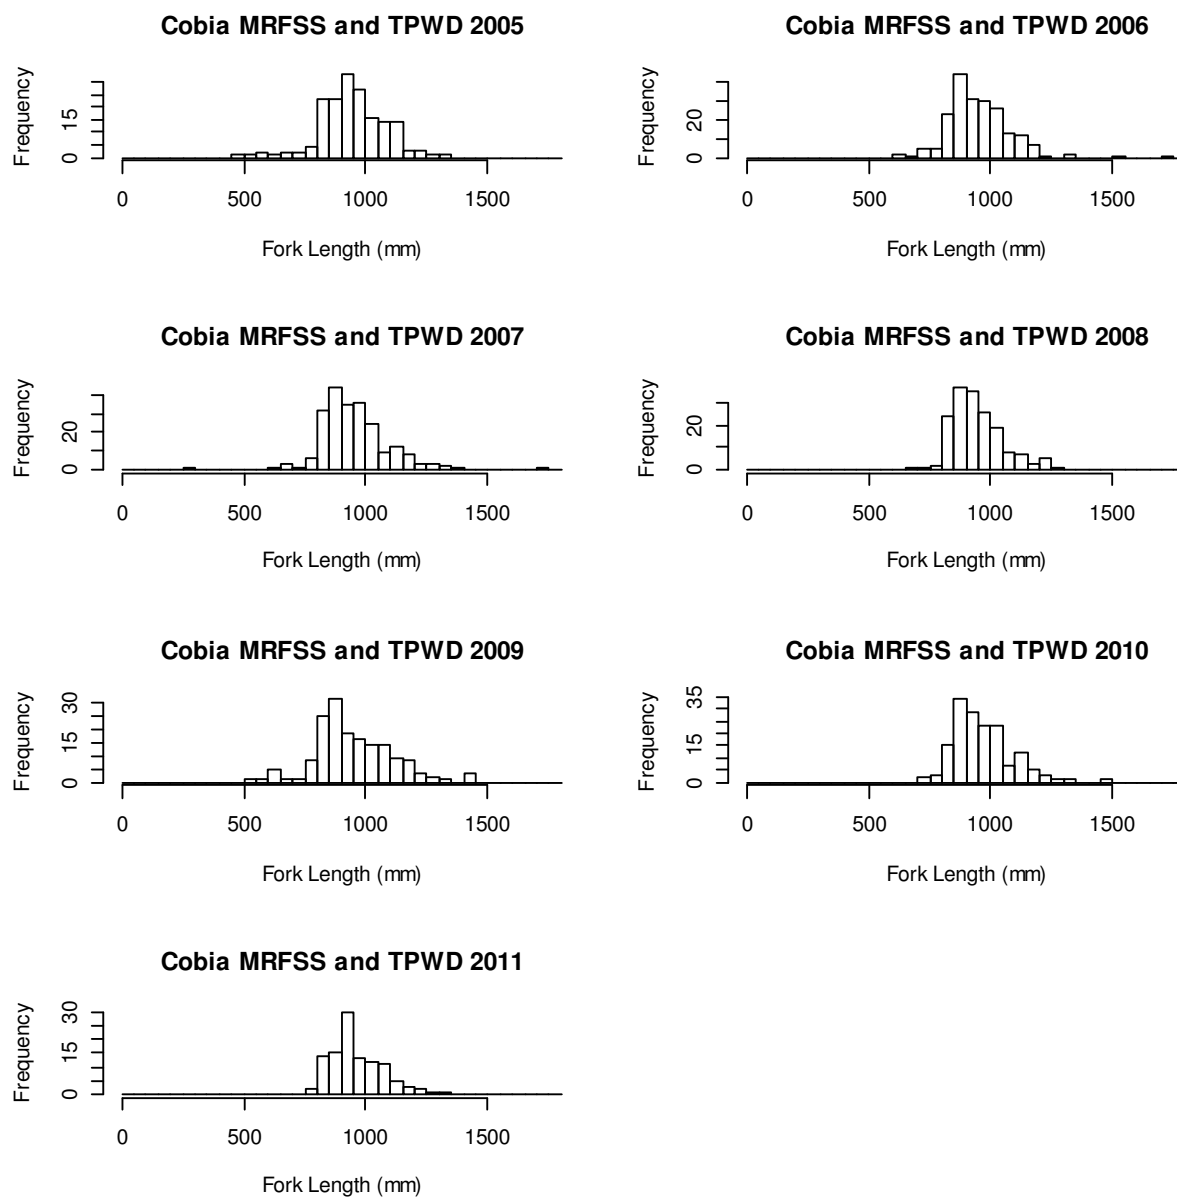 Cobia MRFSS and TPWD 2005
Frequency
15
0
0 500 1000 1500
Fork Length (mm)
Cobia MRFSS and TPWD 2006
Frequency
20
0
0 500 1000 1500
Fork Length (mm)
Cobia MRFSS and TPWD 2007
Frequency
20
0
0 500 1000 1500
Fork Length (mm)
Cobia MRFSS and TPWD 2008
Frequency
20
0
0 500 1000 1500
Fork Length (mm)
Cobia MRFSS and TPWD 2009
Frequency
30
15
0
0 500 1000 1500
Fork Length (mm)
Cobia MRFSS and TPWD 2010
Frequency
35
15
0
0 500 1000 1500
Fork Length (mm)
Cobia MRFSS and TPWD 2011
Frequency
30
15
0
0 500 1000 1500
Fork Length (mm)